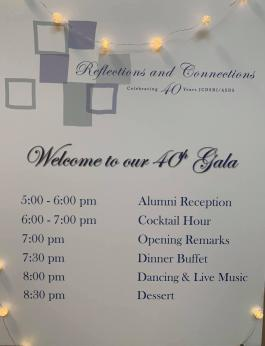 Reflections and Connections
Celebrating 40 Years JCDSRI/ASDS
Welcome to our 40th Gala
5:00 - 6:00 pm Alumni Reception
6:00 - 7:00 pm Cocktail Hour
7:00 pm Opening Remarks
7:30 pm Dinner Buffet
8:00 pm Dancing & Live Music
8:30 pm Dessert